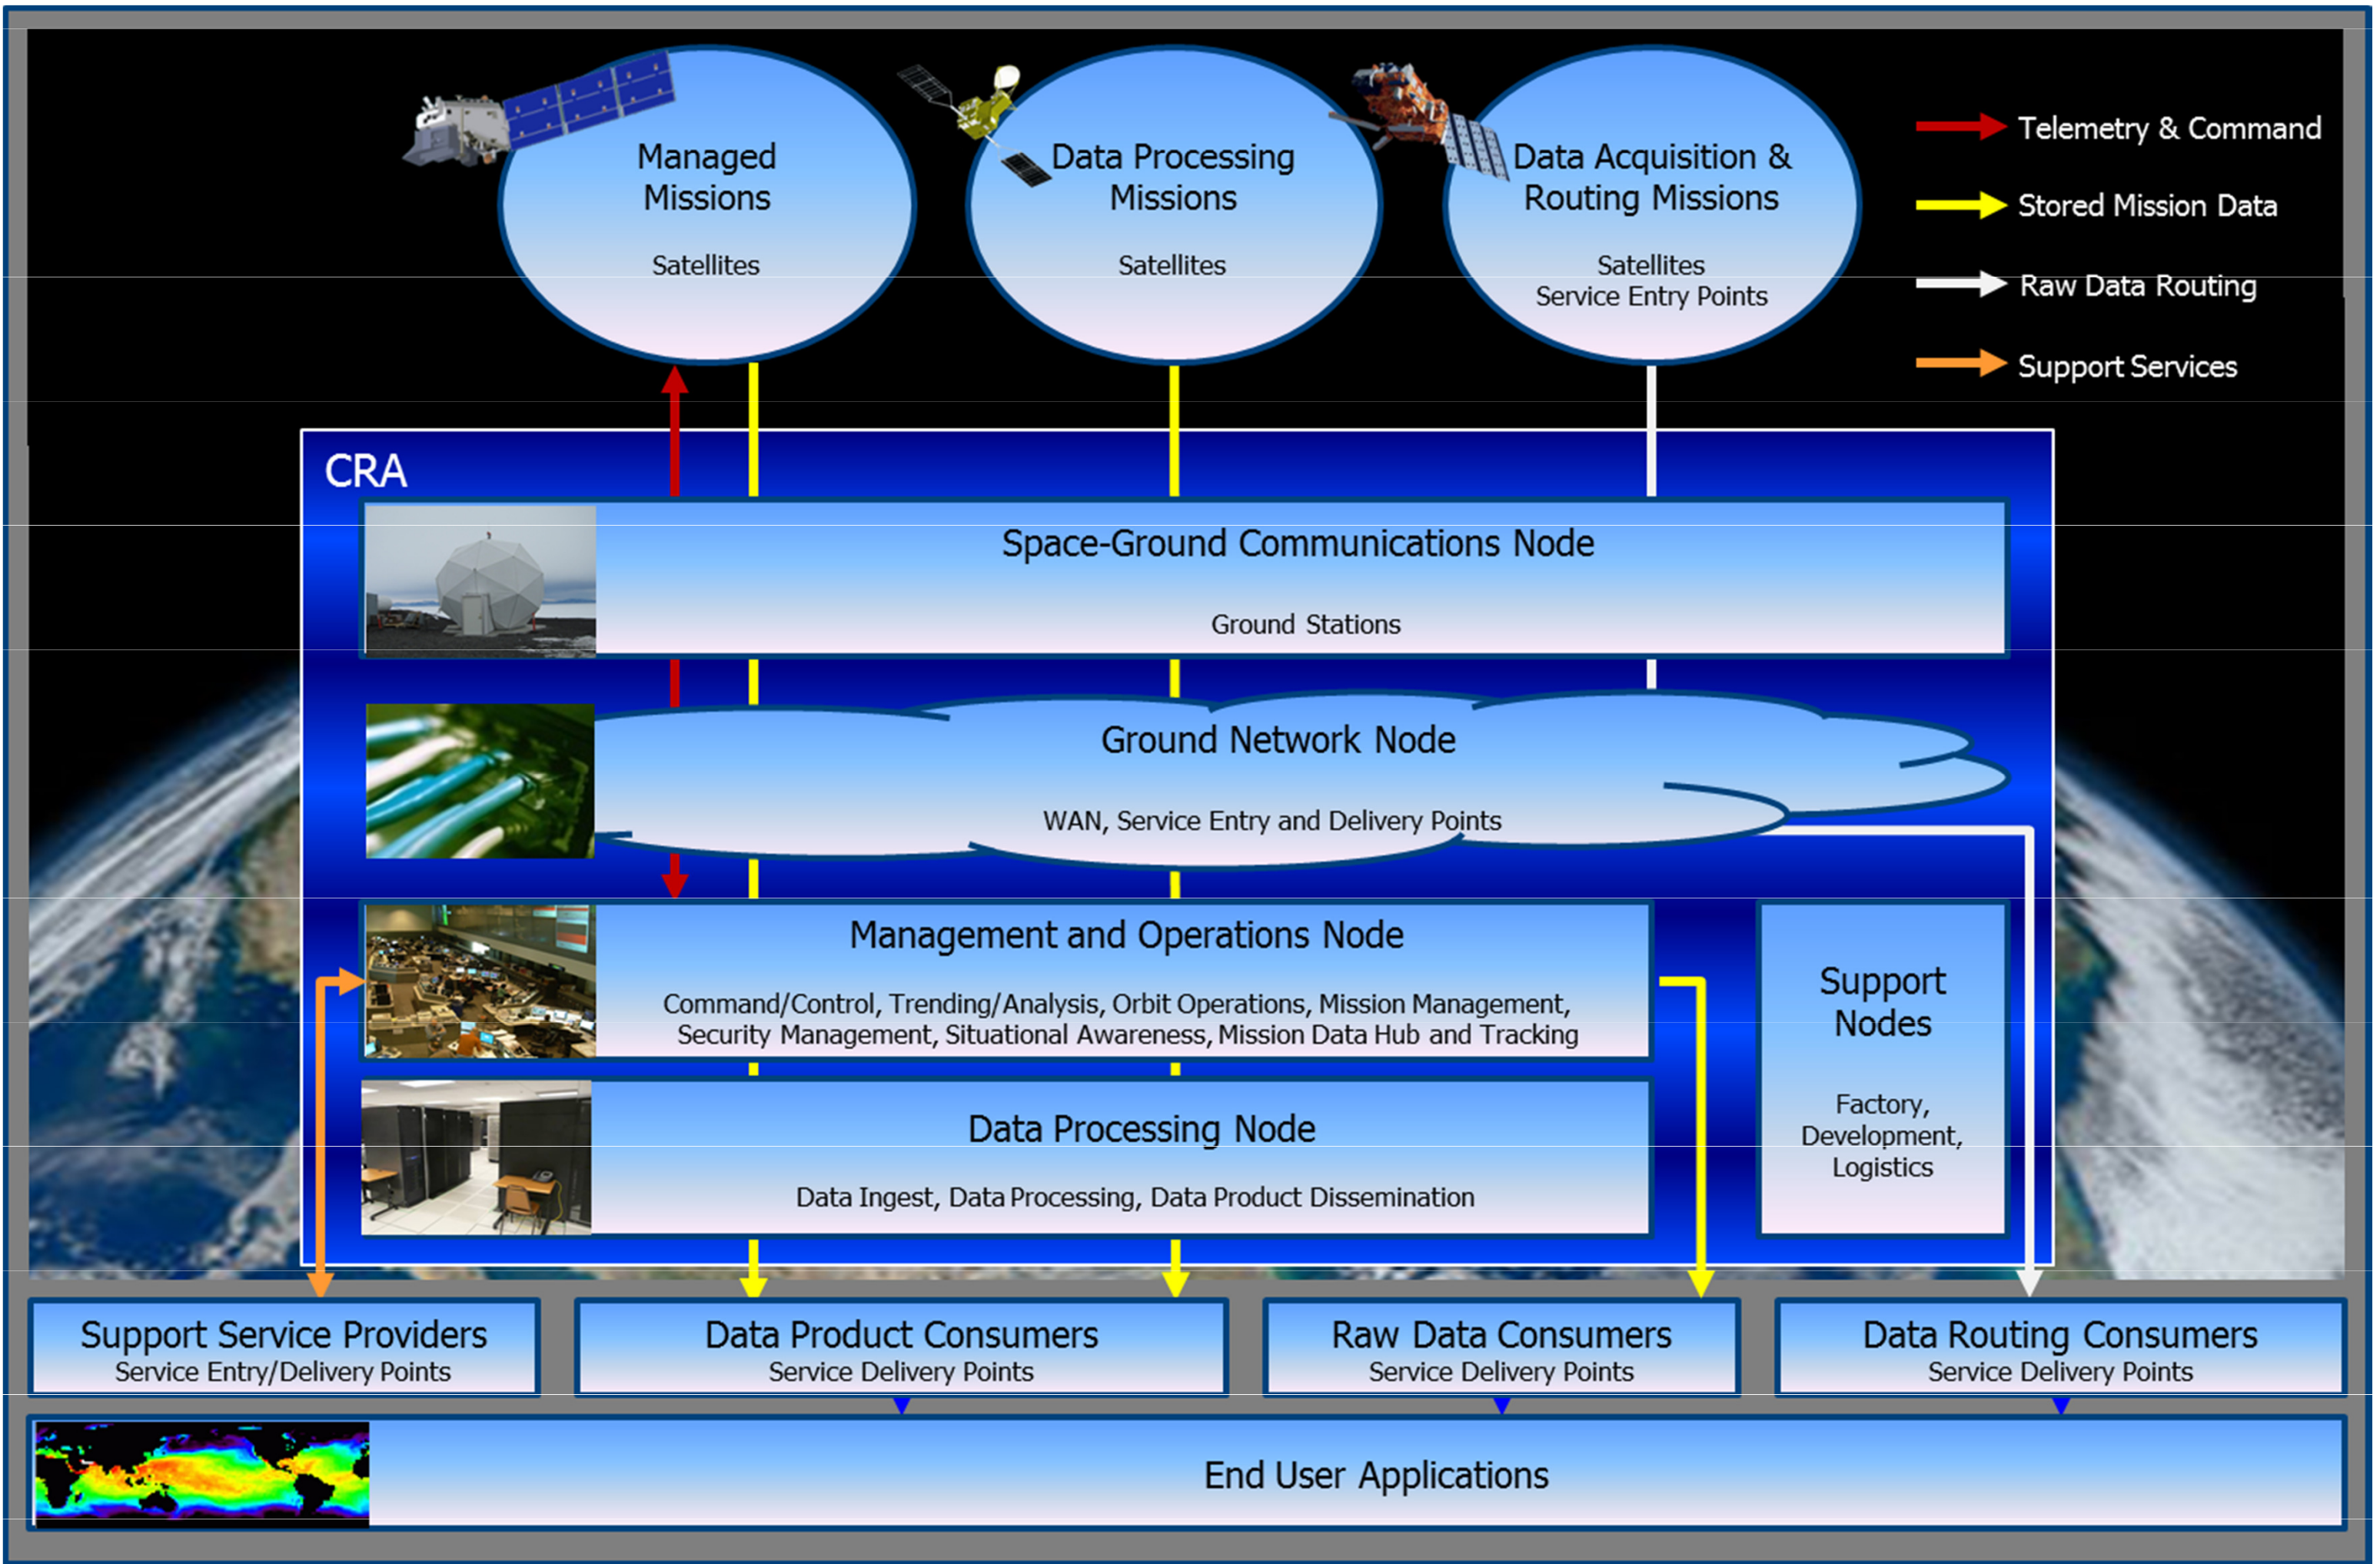 Managed
Missions
Satellites
Data Processing
Missions
Satellites
Data Acquisition &
Routing Missions
Satellites
Service Entry Points
Telemetry & Command
Stored Mission Data
Raw Data Routing
Support Services
CRA
Space-Ground Communications Node
Ground Stations
Ground Network Node
WAN, Service Entry and Delivery Points
Management and Operations Node
Command/Control, Trending/Analysis, Orbit Operations, Mission Management,
Security Management, Situational Awareness, Mission Data Hub and Tracking
Support
Nodes
Factory,
Development,
Logistics
Data Processing Node
Data Ingest, Data Processing, Data Product Dissemination
Support Service Providers
Service Entry/Delivery Points
Data Product Consumers
Service Delivery Points
Raw Data Consumers
Service Delivery Points
Data Routing Consumers
Service Delivery Points
End User Applications